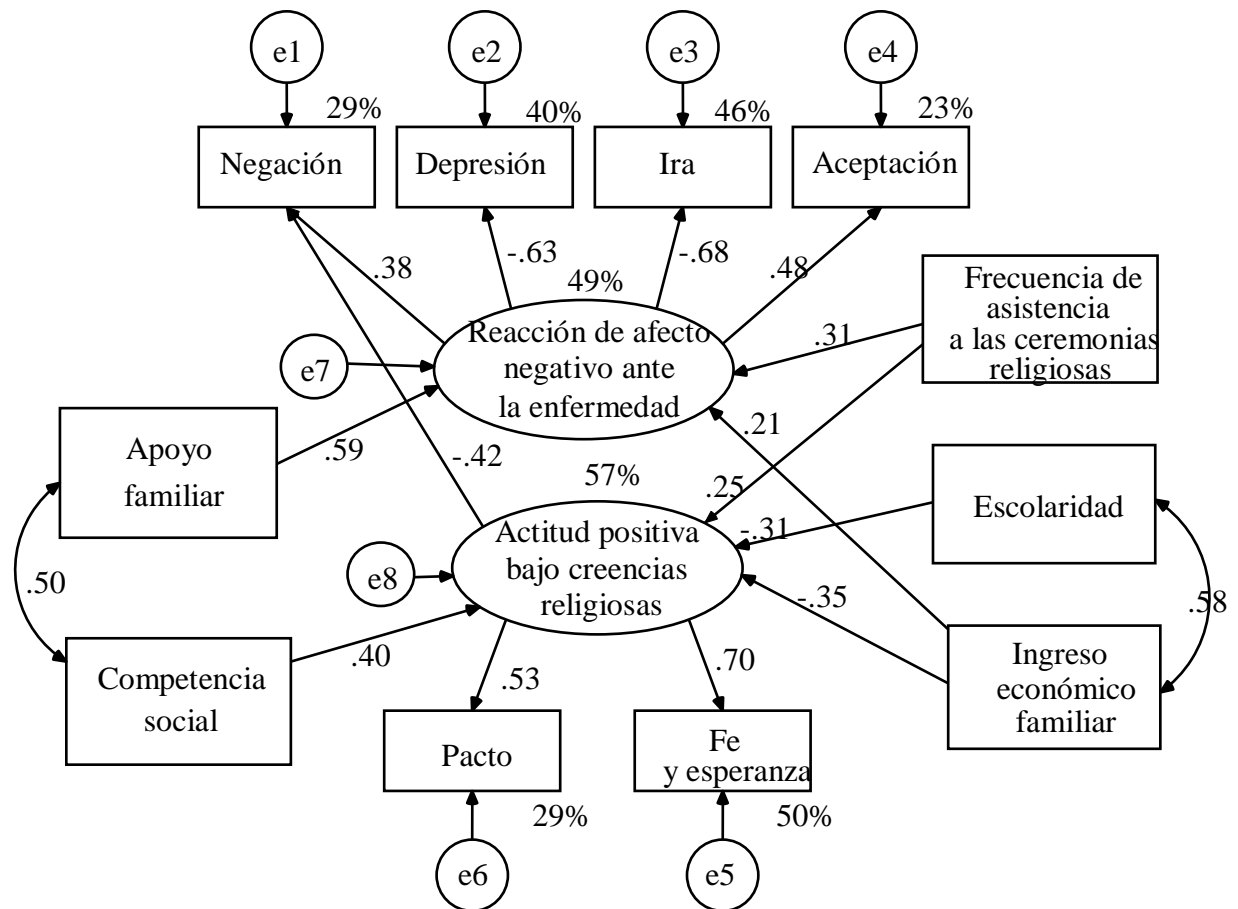 e1
e2
e3
e4
29%
40%
46%
23%
Negación
Depresión
Ira
Aceptación
.38
-.63
-.68
.48
49%
Reacción de afecto
negativo ante
la enfermedad
Frecuencia de
asistencia
a las ceremonias
religiosas
.31
e7
Apoyo
familiar
.59
-.42
.21
57%
.25
Escolaridad
-.31
Actitud positiva
bajo creencias
religiosas
e8
.50
-.35
.58
Competencia
social
.40
.53
.70
Ingreso
económico
familiar
Pacto
Fe
y esperanza
29%
50%
e6
e5